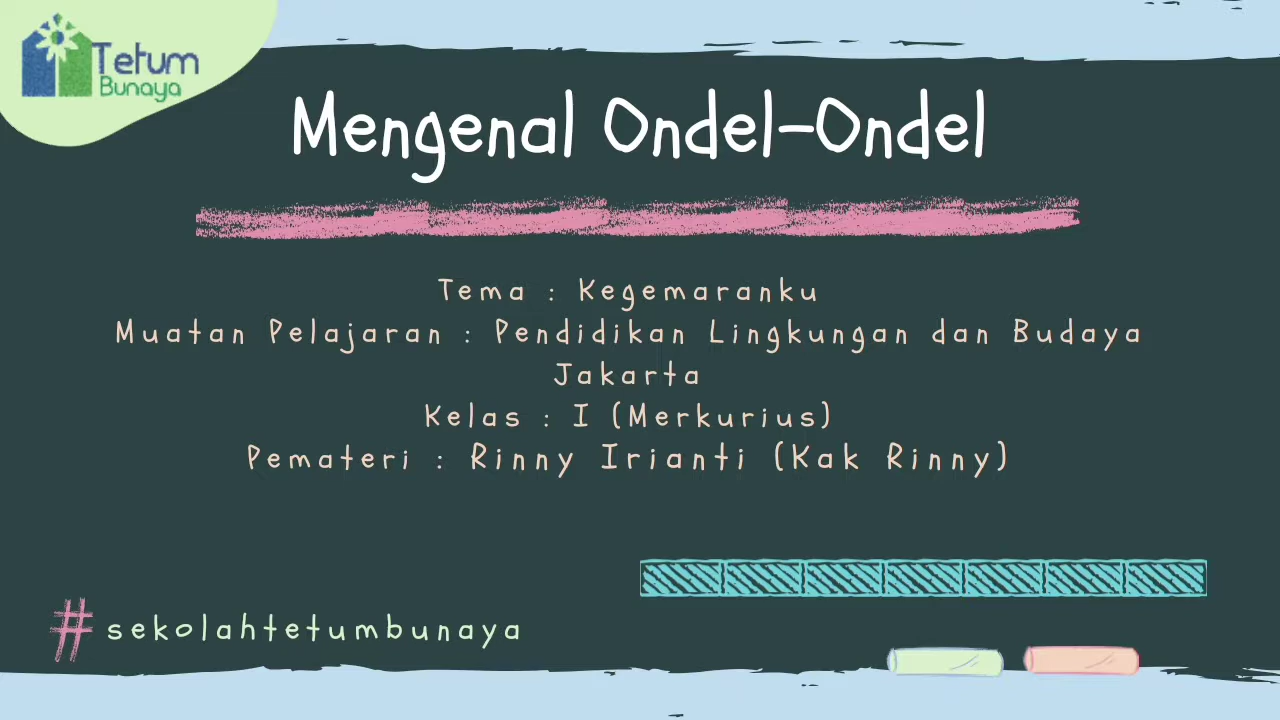 Tetum
Bunaya
Mengenal Ondel-Ondel
Tema : Kegemaranku
Muatan Pelajaran : Pendidikan Lingkungan dan Budaya
Jakarta
Kelas : I (Merkurius)
Pemateri : Rinny Irianti (Kak Rinny)
#sekolahtetumbunaya